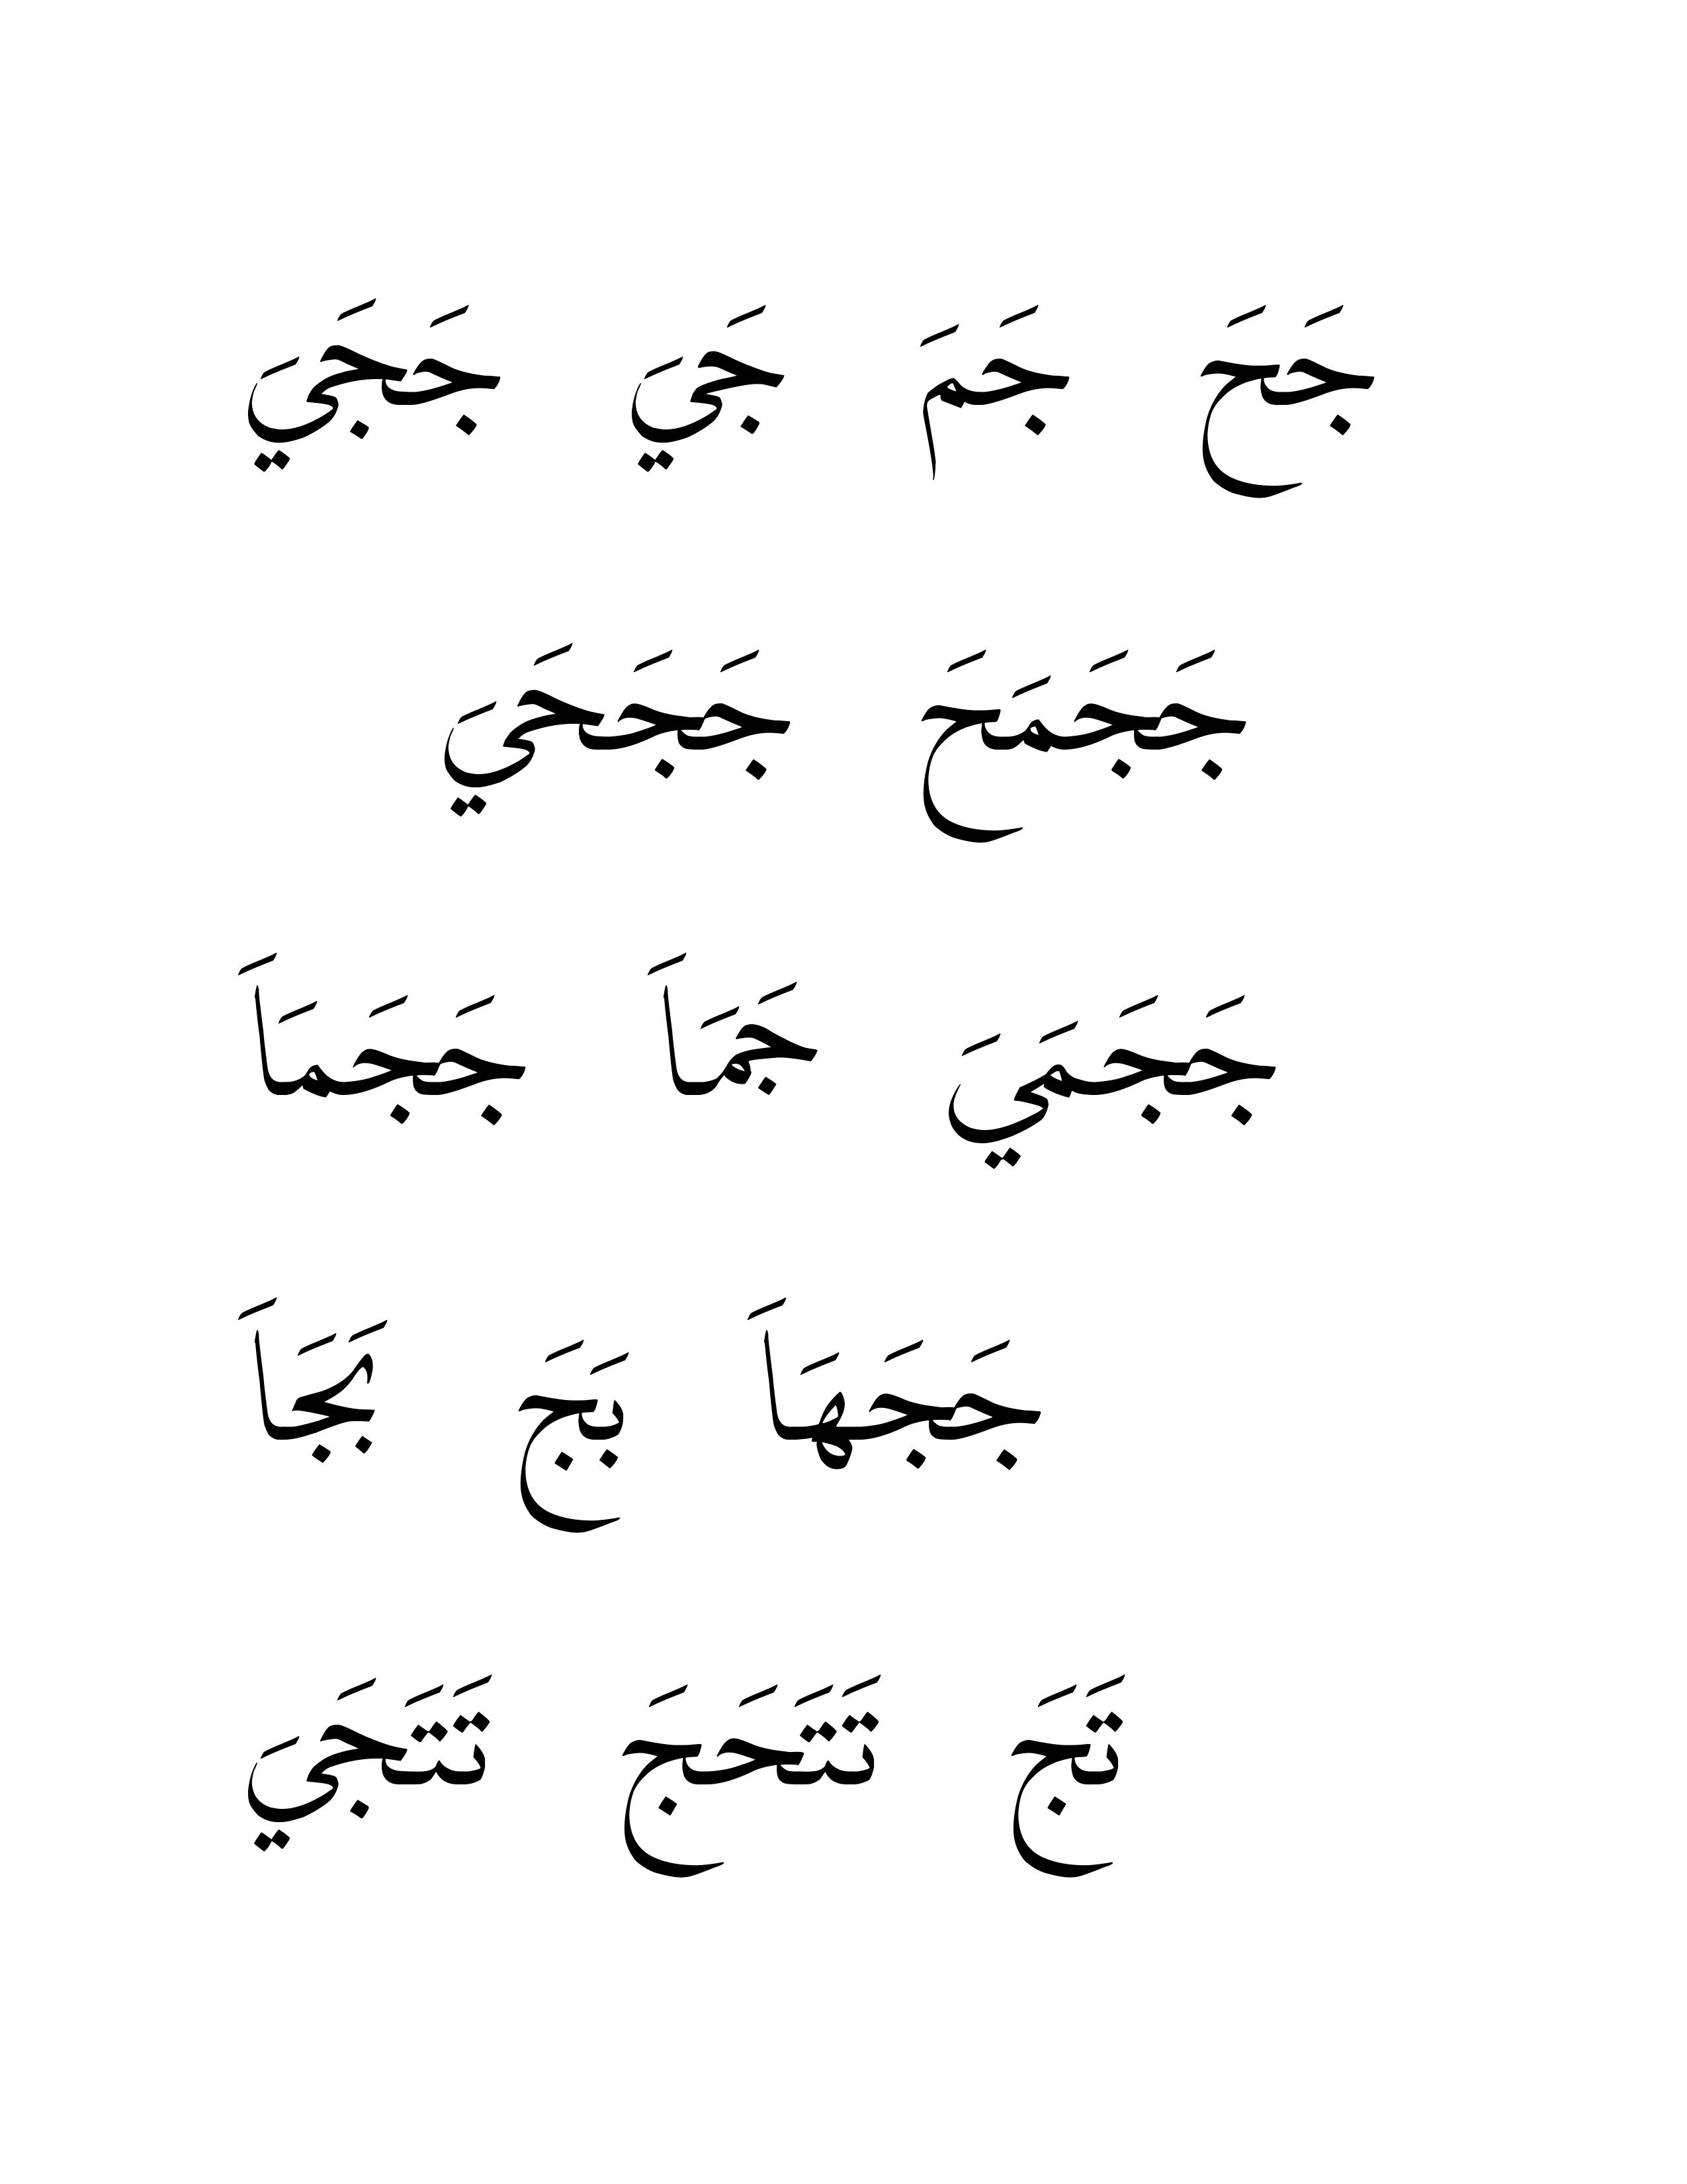 جَحَ جَمَ جَيَ جَجَيَ
جَجَمَحَ جَجَحَيَ
جَجَمَيَ جَمَاَ جَجَمَاَ
جَجَهَاَ بَجَ بَجَاَ
تَجَ تَتَحَجَ تَتَجَيَ